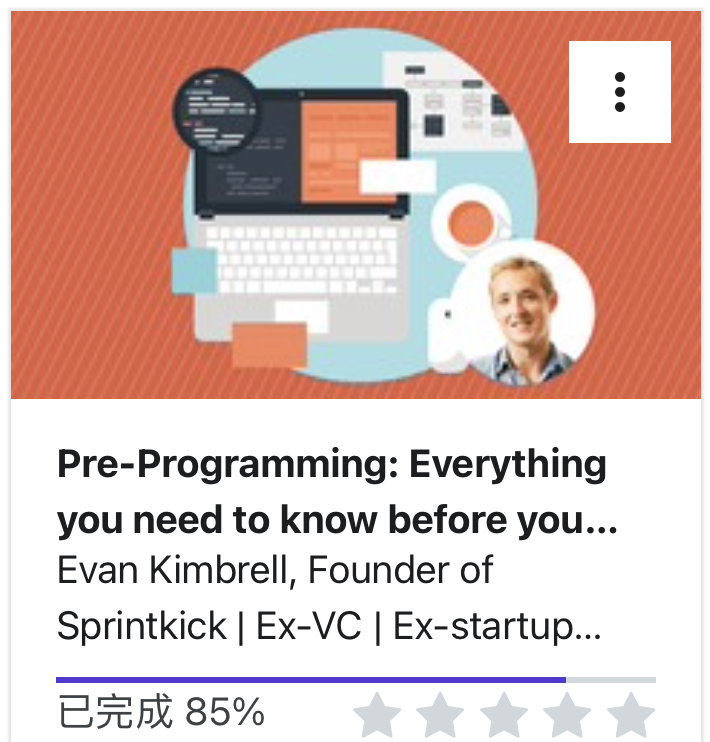 Pre-Programming: Everything
you need to know before you...
Evan Kimbrell, Founder of
Sprintkick | Ex-VC | Ex-startup...
已完成 85%